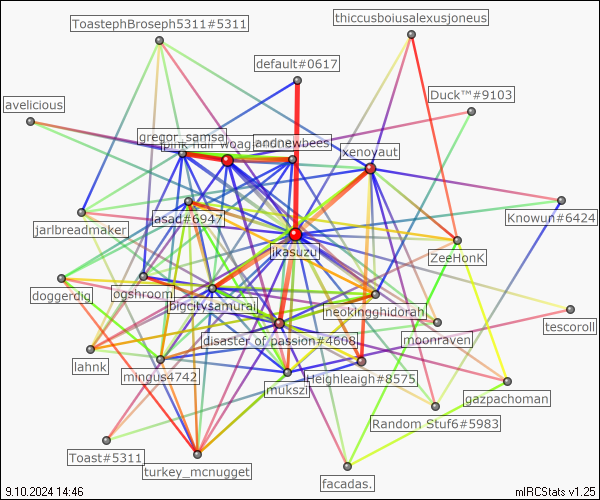 ToastephBroseph5311#5311
thiccusboiusalexusjoneus
default#0617
Duck™#9103
avelicious
gregor_samsa
pink hair woag
andnewbees
xenoyaut
Jasad#6947
Knowun#6424
jarlbreadmaker
ikasuzu
ZeeHonK
doggerdig
ogshroom
bigcitysamurai
neokingghidorah
tescoroll
disaster of passion#4608
moonraven
lahnk
mingus4742
mukszi
Heighleaigh#8575
gazpachoman
Random Stuf6#5983
Toast#5311
turkey_mcnugget
facadas.
9.10.2024 14:46
mIRCStats v1.25